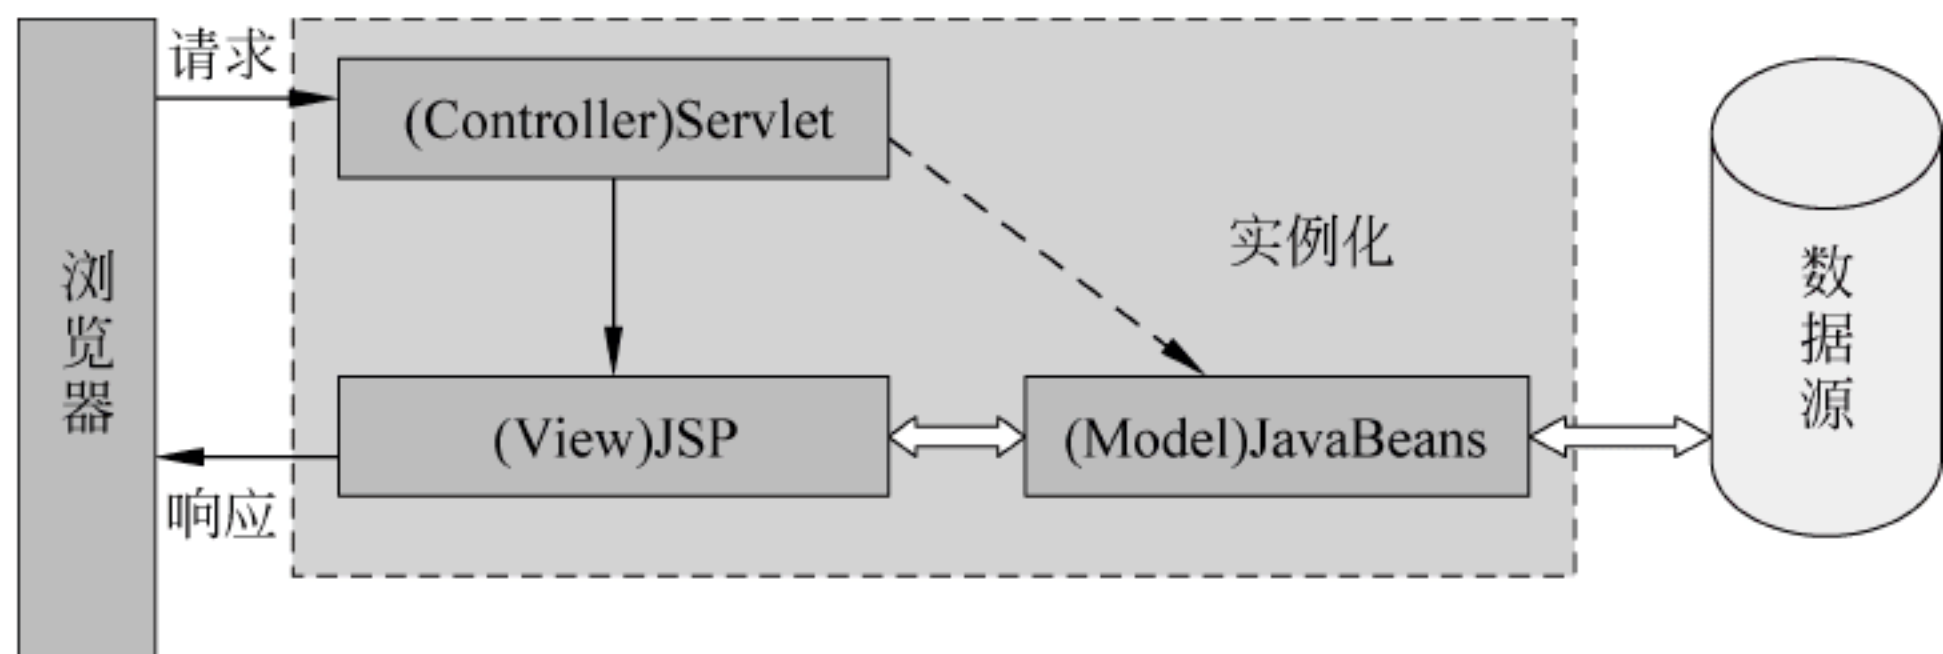 请求
(Controller)Servlet
实例化
浏览器
(View)JSP
(Model)JavaBeans
数据源
响应